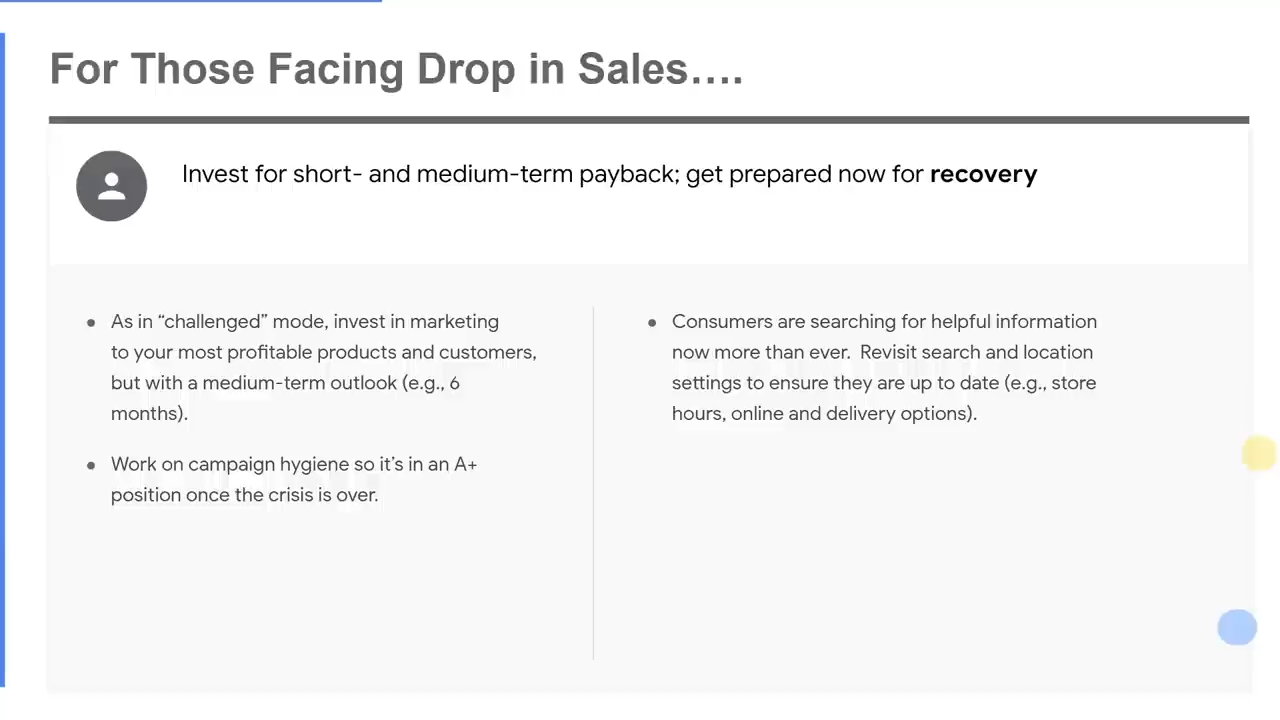 For Those Facing Drop in Sales....
Invest for short- and medium-term payback; get prepared now for recovery
• As in “challenged” mode, invest in marketing
to your most profitable products and customers,
but with a medium-term outlook (e.g., 6
months).
• Work on campaign hygiene so it’s in an A+
position once the crisis is over.
• Consumers are searching for helpful information
now more than ever.  Revisit search and location
settings to ensure they are up to date (e.g., store
hours, online and delivery options).